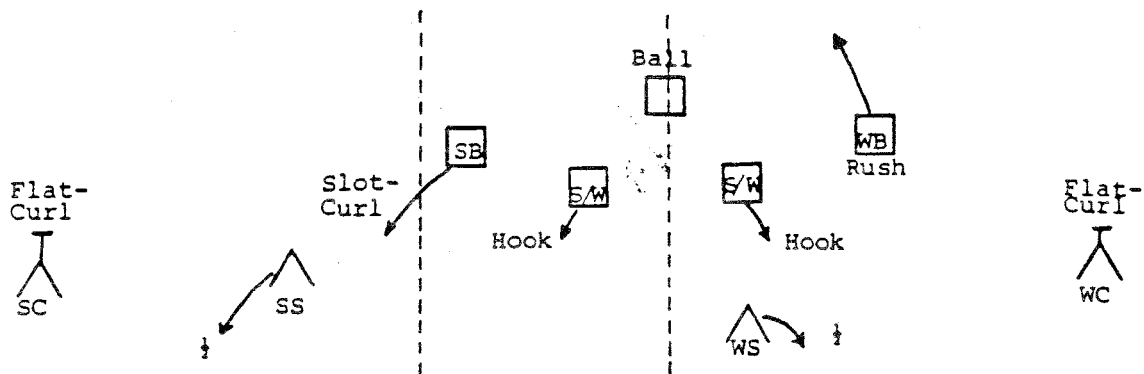 Ball
SB
WB
Rush
Flat-
Curl
Slot-
Curl
S/W
S/W
Flat-
Curl
Hook
Hook
SC
SS
WC
½
WS
½